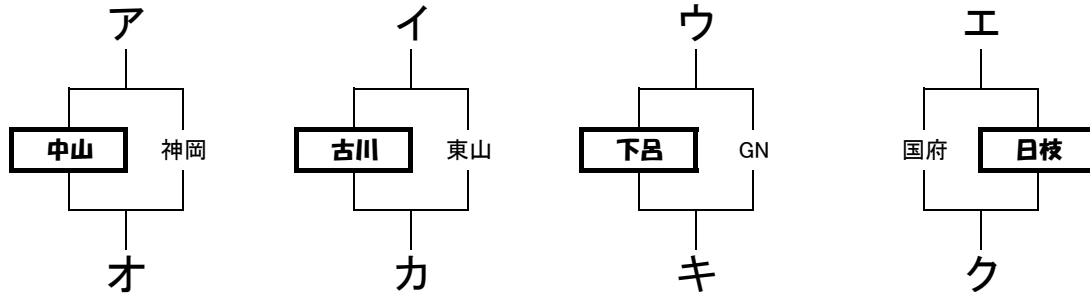 ア イ ウ エ
中山 神岡 古川 東山 下呂 GN 国府 日枝
オ カ キ ク